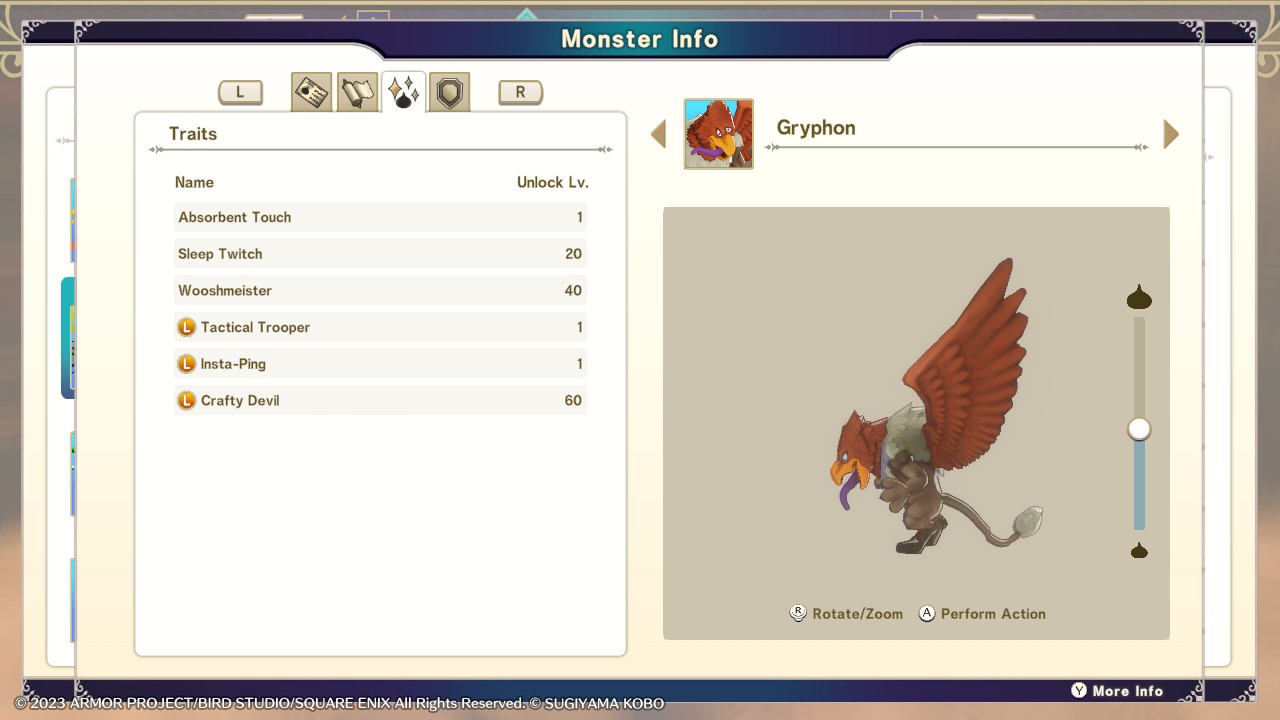 Monster Info
L
R
Traits
Name Unlock Lv.
Absorbent Touch 1
Sleep Twitch 20
Wooshmeister 40
L Tactical Trooper 1
L Insta-Ping 1
L Crafty Devil 60
Gryphon
R Rotate/Zoom A Perform Action
Y More Info
© 2023 ARMOR PROJECT/BIRD STUDIO/SQUARE ENIX All Rights Reserved. © SUGIYAMA KOBO